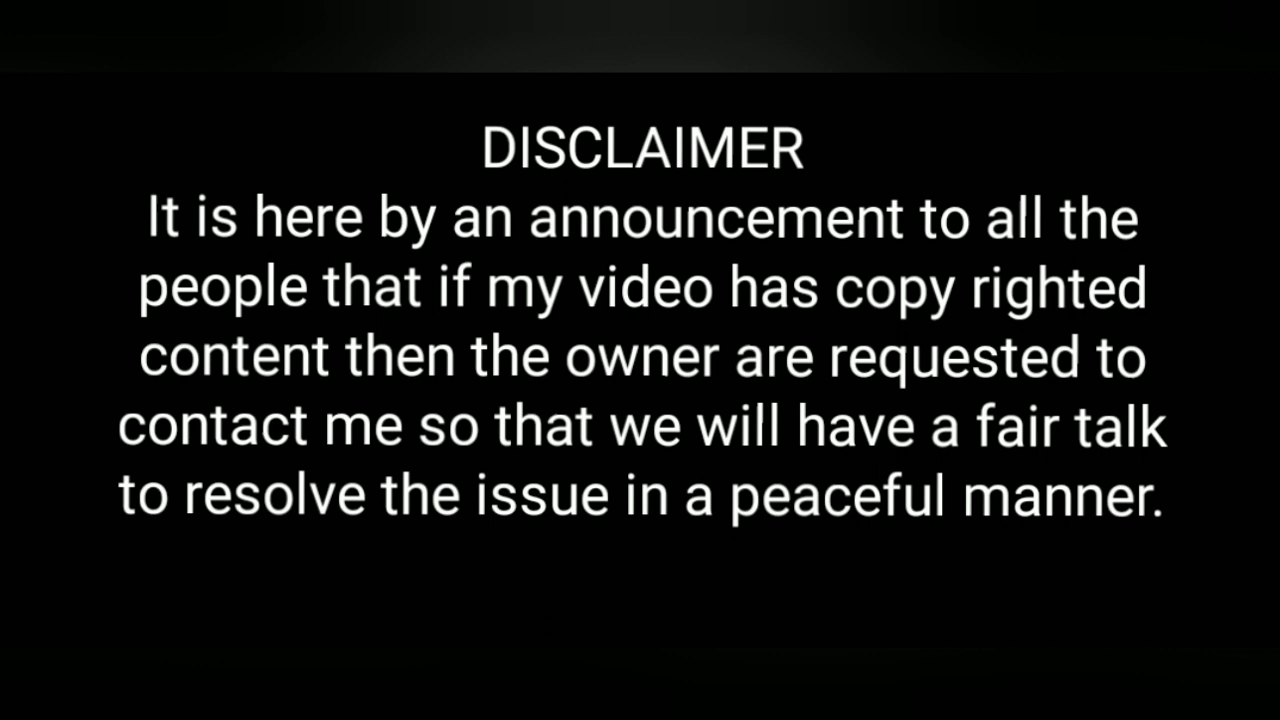 DISCLAIMER
It is here by an announcement to all the
people that if my video has copy righted
content then the owner are requested to
contact me so that we will have a fair talk
to resolve the issue in a peaceful manner.